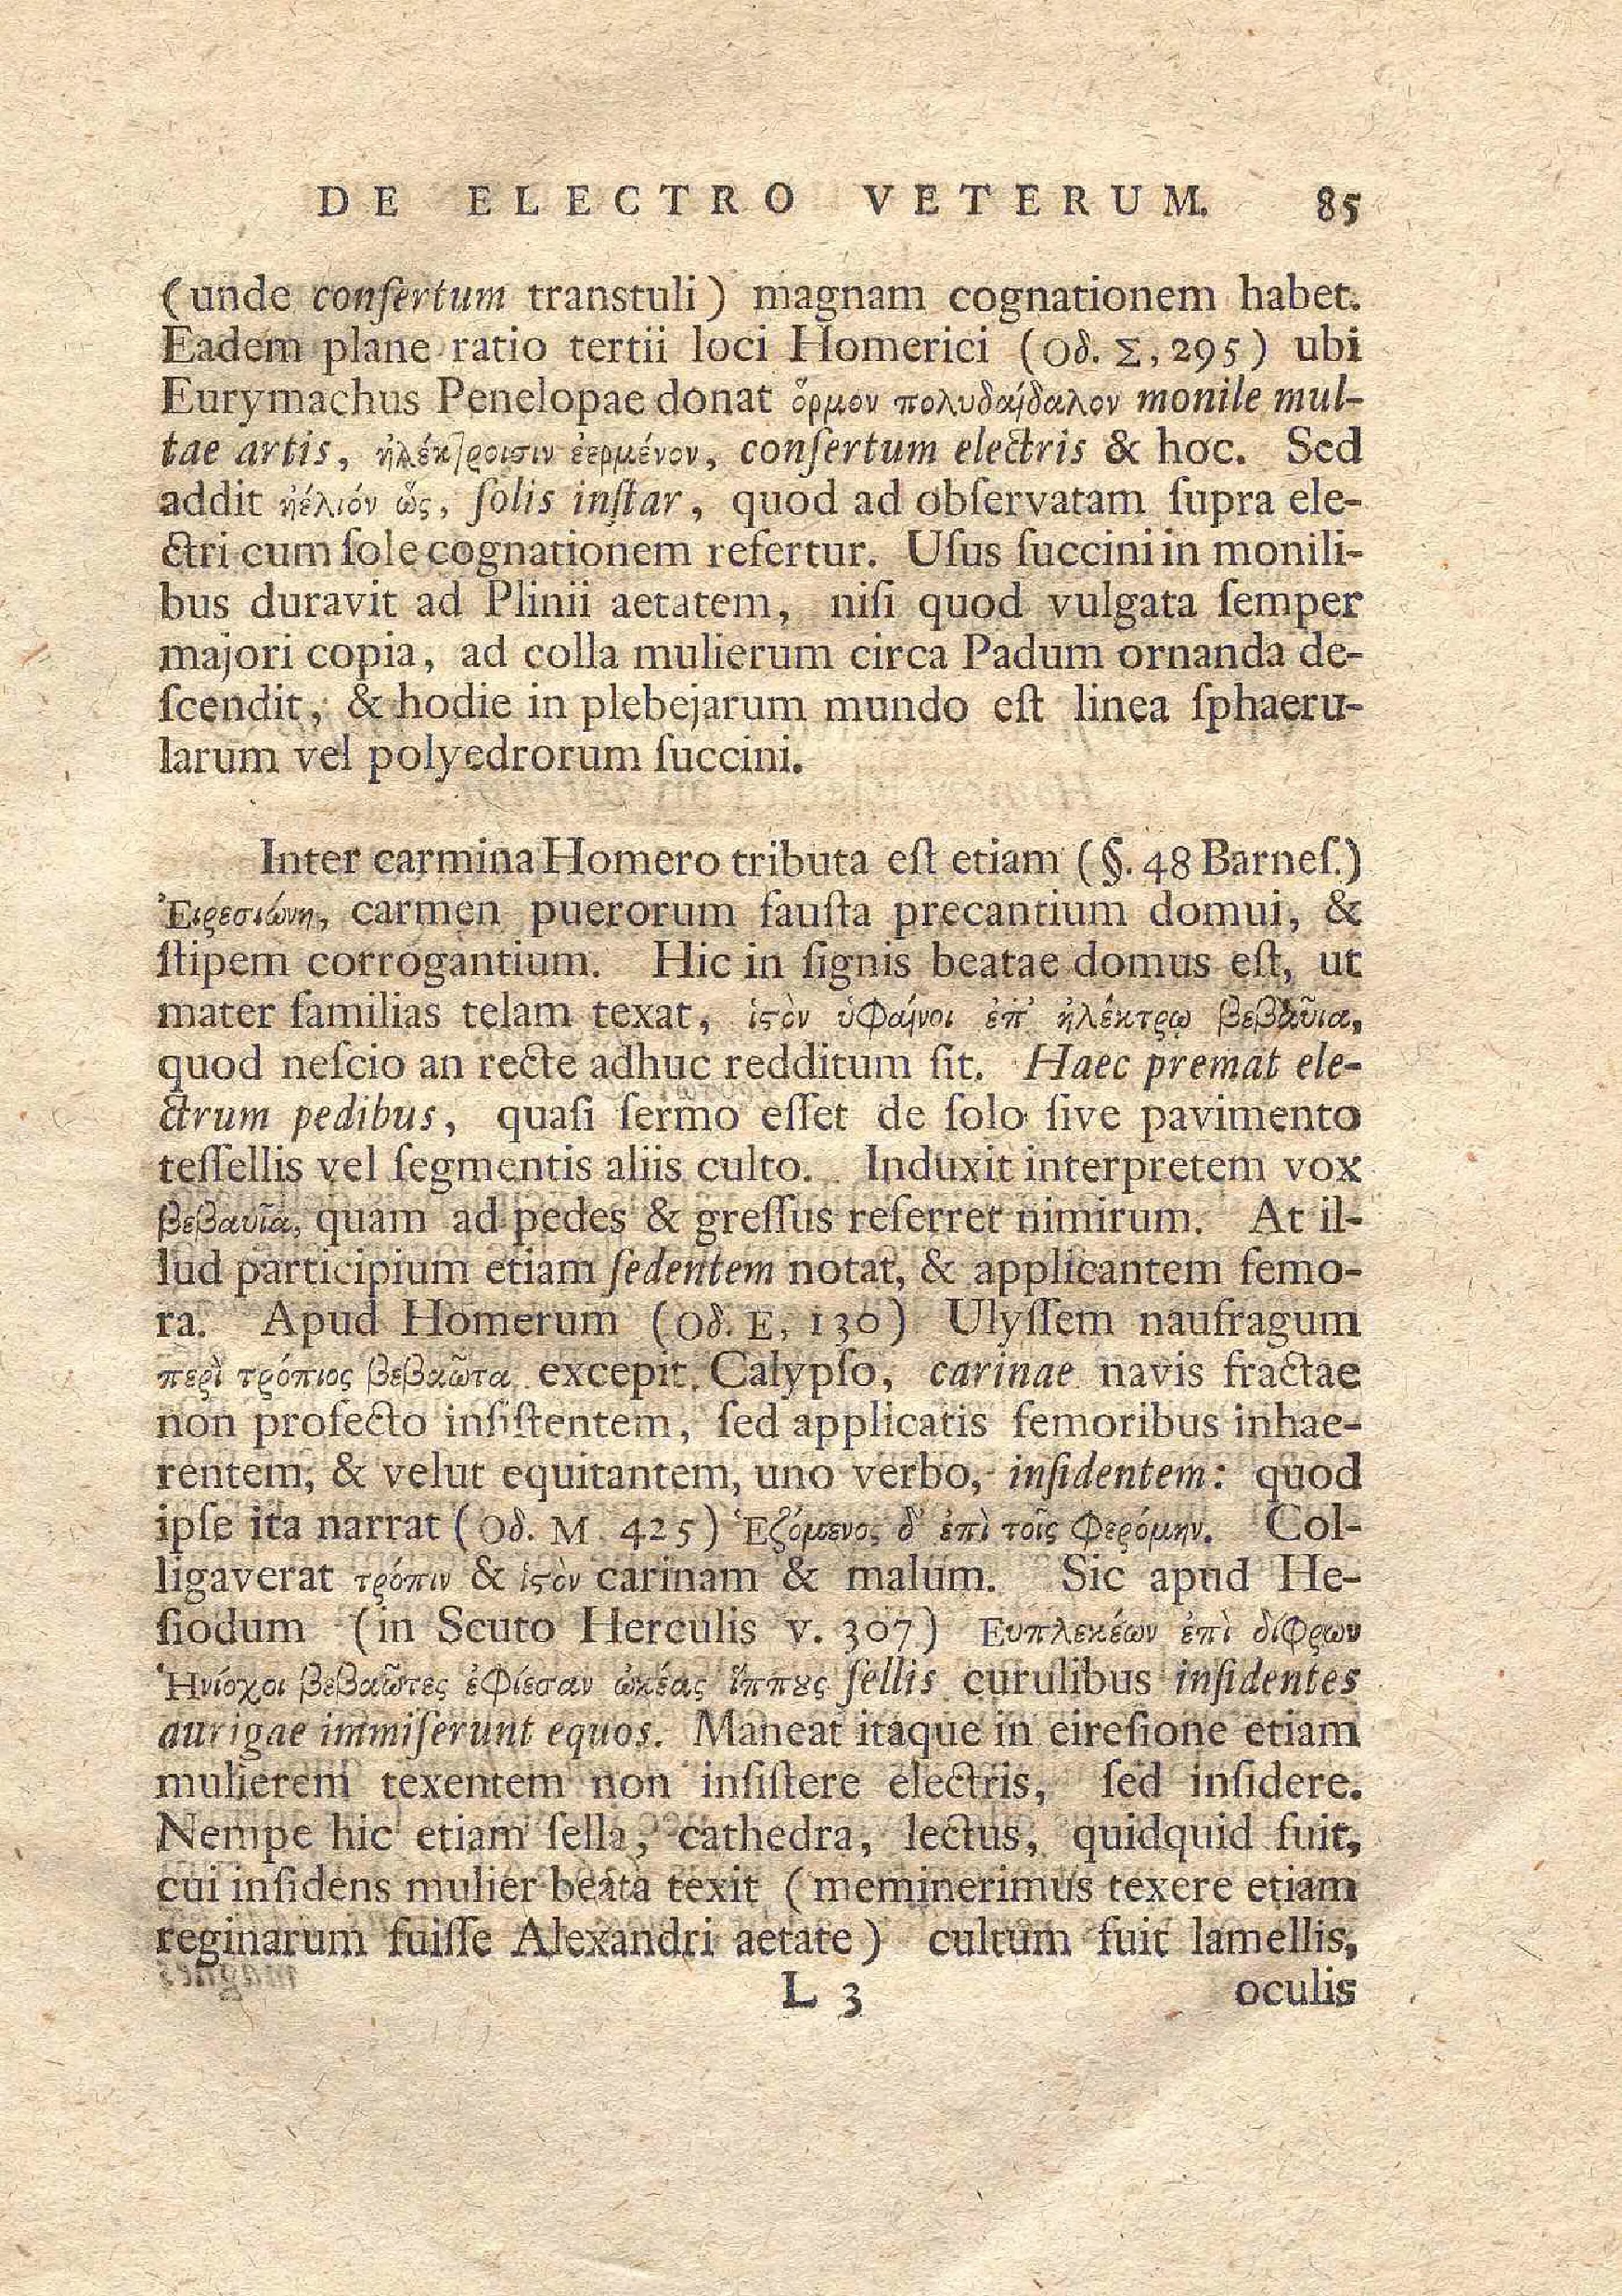 DE ELECTRO VETERUM. 85
(unde conſertum transtuli) magnam cognationem habet.
Eadem plane ratio tertii loci Homerici (Οδ. Σ, 295) ubi
Eurymachus Penelopae donat ὅρμον πολυδαίδαλον monile mul-
tae artis, ἠλέκτροισιν ἐερμένον, conſertum electris & hoc. Sed
addit ἠέλιόν ὣς, ſolis inſtar, quod ad obſervatam ſupra ele-
ctri cum ſole cognationem refertur. Uſus ſuccini in monili-
bus duravit ad Plinii aetatem, niſi quod vulgata ſemper
majori copia, ad colla mulierum circa Padum ornanda de-
ſcendit, & hodie in plebejarum mundo eſt linea ſphaeru-
larum vel polyedrorum ſuccini.
Inter carmina Homero tributa eſt etiam (§. 48 Barneſ.)
Ἐιρεσιώνη, carmen puerorum fauſta precantium domui, &
ſtipem corrogantium. Hic in ſignis beatae domus eſt, ut
mater familias telam texat, ἱϛὸν ὑφαίνοι ἐπ' ἠλέκτρῳ βεβαῦια,
quod neſcio an recte adhuc redditum ſit. Haec premat ele-
ctrum pedibus, quaſi ſermo eſſet de ſolo ſive pavimento
teſſellis vel ſegmentis aliis culto. Induxit interpretem vox
βεβαυῖα, quam ad pedes & greſſus referret nimirum. At il-
lud participium etiam ſedentem notat, & applicantem femo-
ra. Apud Homerum (Οδ. Ε, 130) Ulyſſem naufragum
περὶ τρόπιος βεβαῶτα excepit Calypſo, carinae navis fractae
non profecto inſiſtentem, ſed applicatis femoribus inhae-
rentem, & velut equitantem, uno verbo, inſidentem: quod
ipſe ita narrat (Οδ. Μ. 425) Ἑζόμενος δ' ἐπὶ τοῖς φερόμην. Col-
ligaverat τρόπιν & ἱϛὸν carinam & malum. Sic apud He-
ſiodum (in Scuto Herculis v. 307) Ευπλεκέων ἐπὶ δίφρων
Ἡνίοχοι βεβαῶτες ἐφίεσαν ὠκέας ἵππȣς ſellis curulibus inſidentes
aurigae immiſerunt equos. Maneat itaque in eireſione etiam
mulierem texentem non inſiſtere electris, ſed inſidere.
Nempe hic etiam ſella, cathedra, lectus, quidquid fuit,
cui inſidens mulier beata texit (meminerimus texere etiam
reginarum fuiſſe Alexandri aetate) cultum fuit lamellis,
L 3 oculis